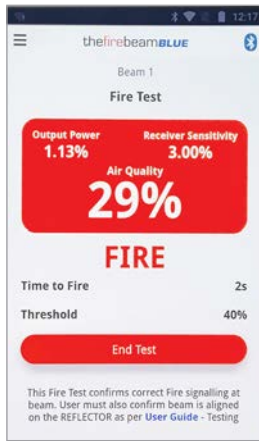 12:17
thefirebeamBLUE
Beam 1
Fire Test
Output Power Receiver Sensitivity
1.13% 3.00%
Air Quality
29%
FIRE
Time to Fire 2s
Threshold 40%
End Test
This Fire Test confirms correct Fire signalling at
beam. User must also confirm beam is aligned
on the REFLECTOR as per User Guide - Testing